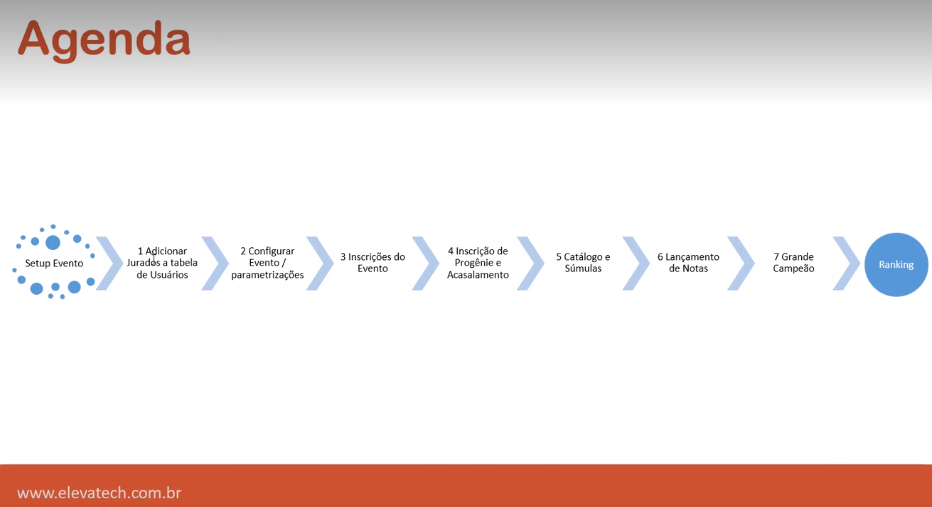 Agenda
Setup Evento
1 Adicionar
Jurados a tabela
de Usuários
2 Configurar
Evento /
parametrizações
3 Inscrições do
Evento
4 Inscrição de
Progênie e
Acasalamento
5 Catálogo e
Súmulas
6 Lançamento
de Notas
7 Grande
Campeão
Ranking
www.elevatech.com.br